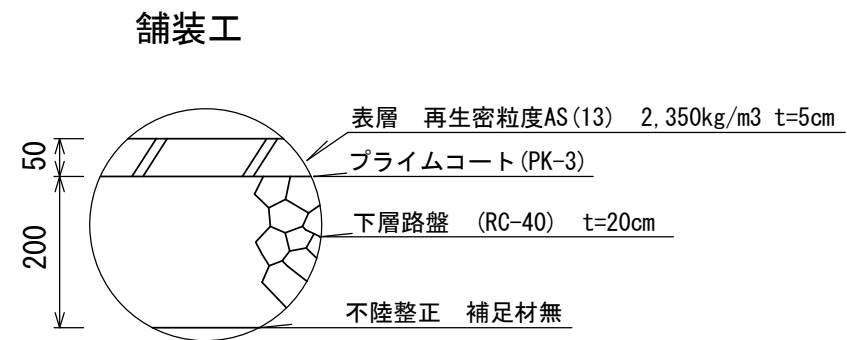 舗装工
表層　再生密粒度AS(13)　2,350kg/m3 t=5cm
50
プライムコート(PK-3)
下層路盤　(RC-40)　t=20cm
200
不陸整正　補足材無